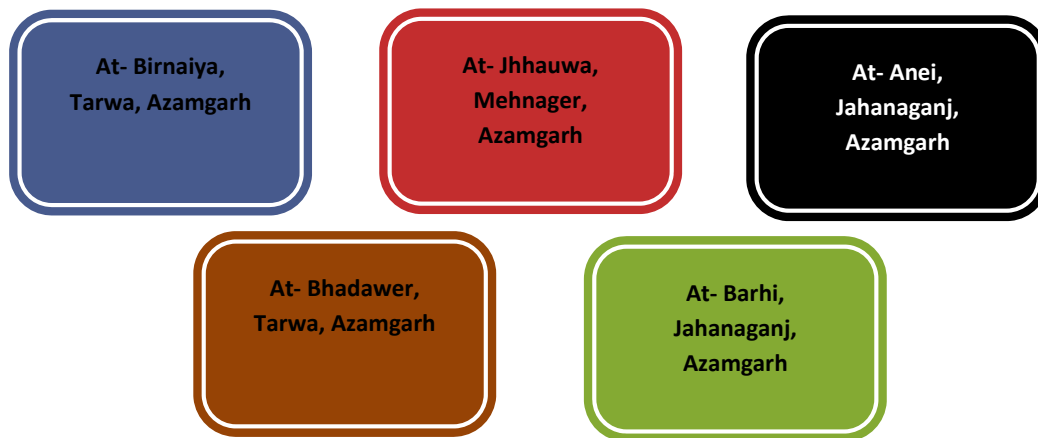 At- Birnaiya,
Tarwa, Azamgarh
At- Jhhauwa,
Mehnager,
Azamgarh
At- Anei,
Jahanaganj,
Azamgarh
At- Bhadawer,
Tarwa, Azamgarh
At- Barhi,
Jahanaganj,
Azamgarh